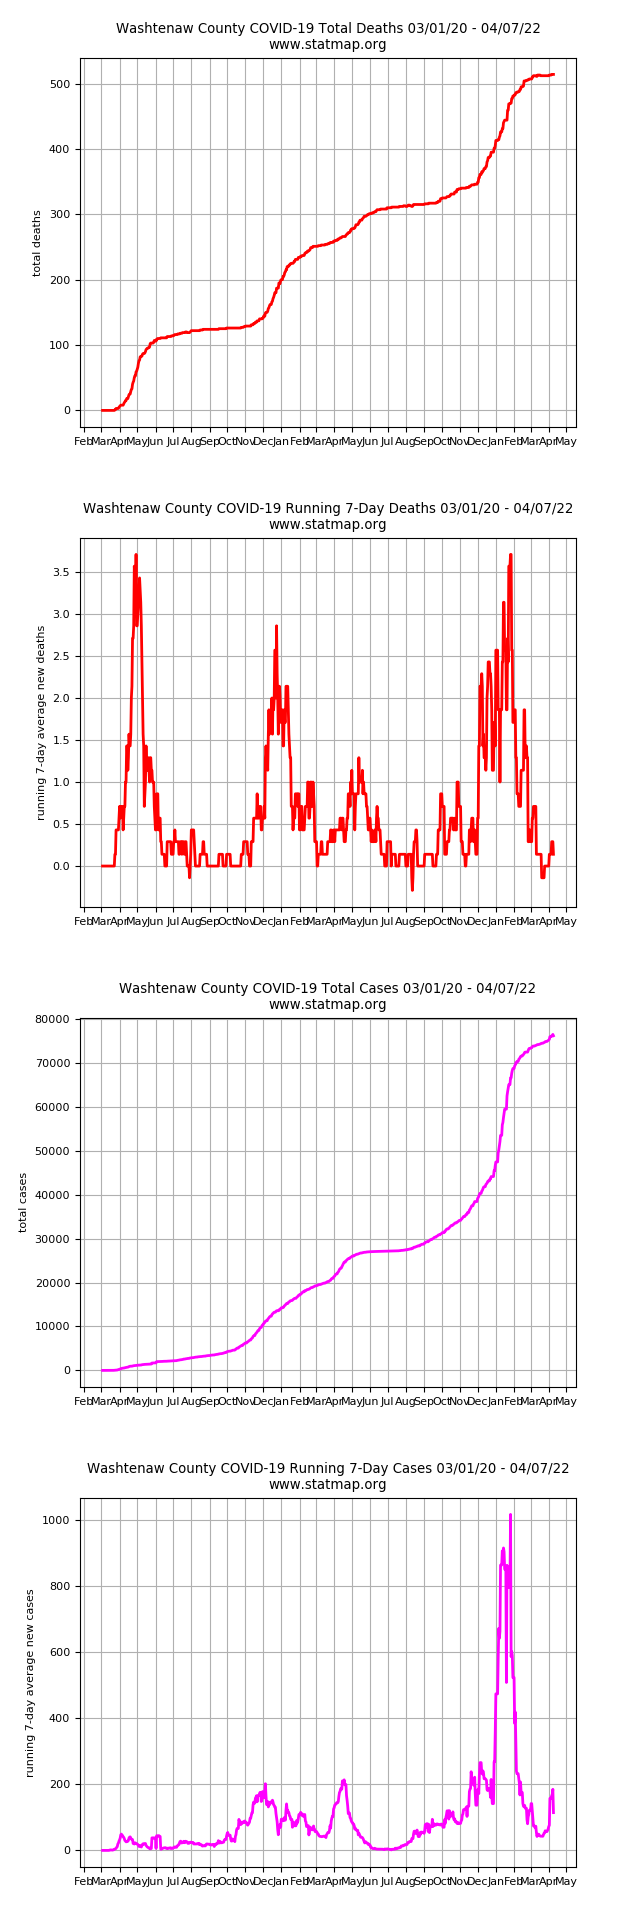 Washtenaw County COVID-19 Total Deaths 03/01/20 - 04/07/22
www.statmap.org
500
400
300
200
100
0
total deaths
Feb Mar Apr May Jun Jul Aug Sep Oct Nov Dec Jan Feb Mar Apr May Jun Jul Aug Sep Oct Nov Dec Jan Feb Mar Apr May
Washtenaw County COVID-19 Running 7-Day Deaths 03/01/20 - 04/07/22
www.statmap.org
3.5
3.0
2.5
2.0
1.5
1.0
0.5
0.0
running 7-day average new deaths
Feb Mar Apr May Jun Jul Aug Sep Oct Nov Dec Jan Feb Mar Apr May Jun Jul Aug Sep Oct Nov Dec Jan Feb Mar Apr May
Washtenaw County COVID-19 Total Cases 03/01/20 - 04/07/22
www.statmap.org
80000
70000
60000
50000
40000
30000
20000
10000
0
total cases
Feb Mar Apr May Jun Jul Aug Sep Oct Nov Dec Jan Feb Mar Apr May Jun Jul Aug Sep Oct Nov Dec Jan Feb Mar Apr May
Washtenaw County COVID-19 Running 7-Day Cases 03/01/20 - 04/07/22
www.statmap.org
1000
800
600
400
200
0
running 7-day average new cases
Feb Mar Apr May Jun Jul Aug Sep Oct Nov Dec Jan Feb Mar Apr May Jun Jul Aug Sep Oct Nov Dec Jan Feb Mar Apr May